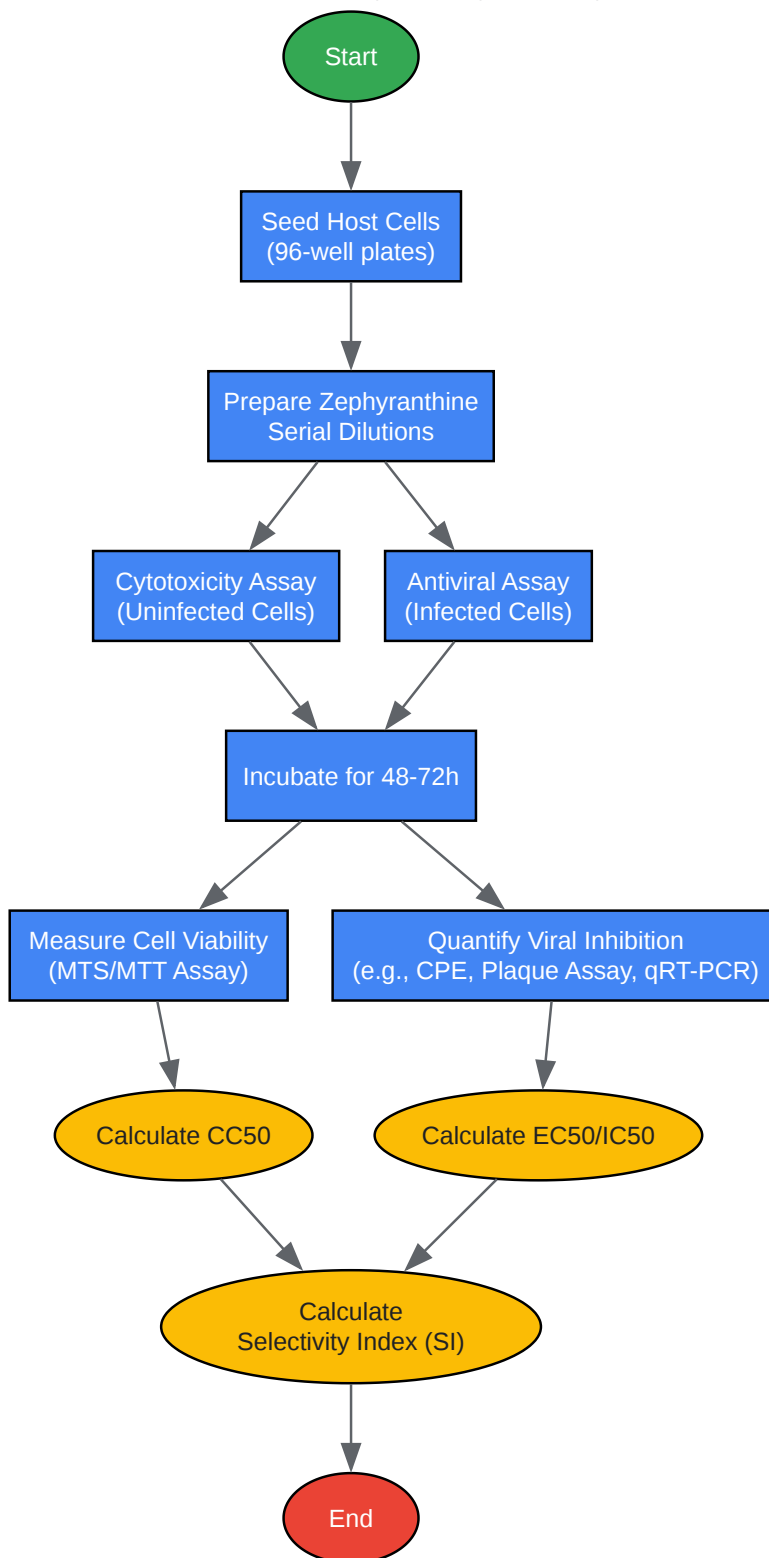 Start
Seed Host Cells
(96-well plates)
Prepare Zephyranthine
Serial Dilutions
Cytotoxicity Assay
(Uninfected Cells)
Antiviral Assay
(Infected Cells)
Incubate for 48-72h
Measure Cell Viability
(MTS/MTT Assay)
Quantify Viral Inhibition
(e.g., CPE, Plaque Assay, qRT-PCR)
Calculate CC50
Calculate EC50/IC50
Calculate
Selectivity Index (SI)
End